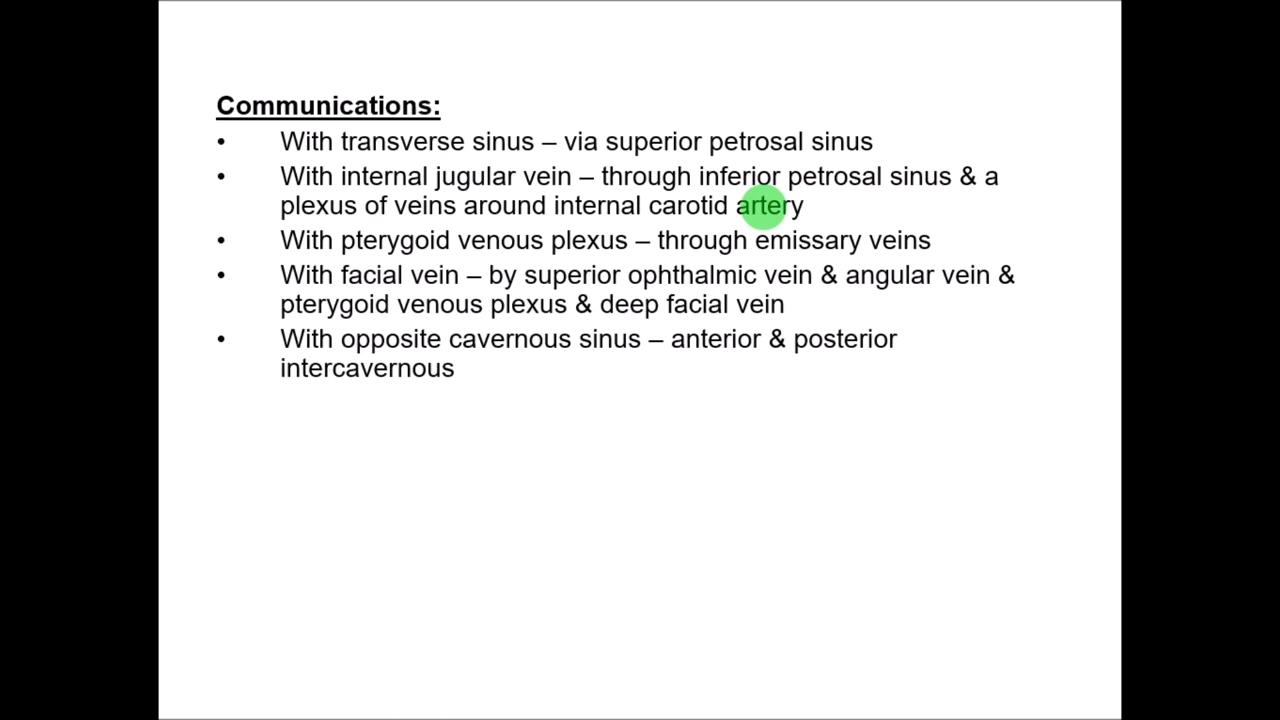 Communications:
• With transverse sinus – via superior petrosal sinus
• With internal jugular vein – through inferior petrosal sinus & a
plexus of veins around internal carotid artery
• With pterygoid venous plexus – through emissary veins
• With facial vein – by superior ophthalmic vein & angular vein &
pterygoid venous plexus & deep facial vein
• With opposite cavernous sinus – anterior & posterior
intercavernous